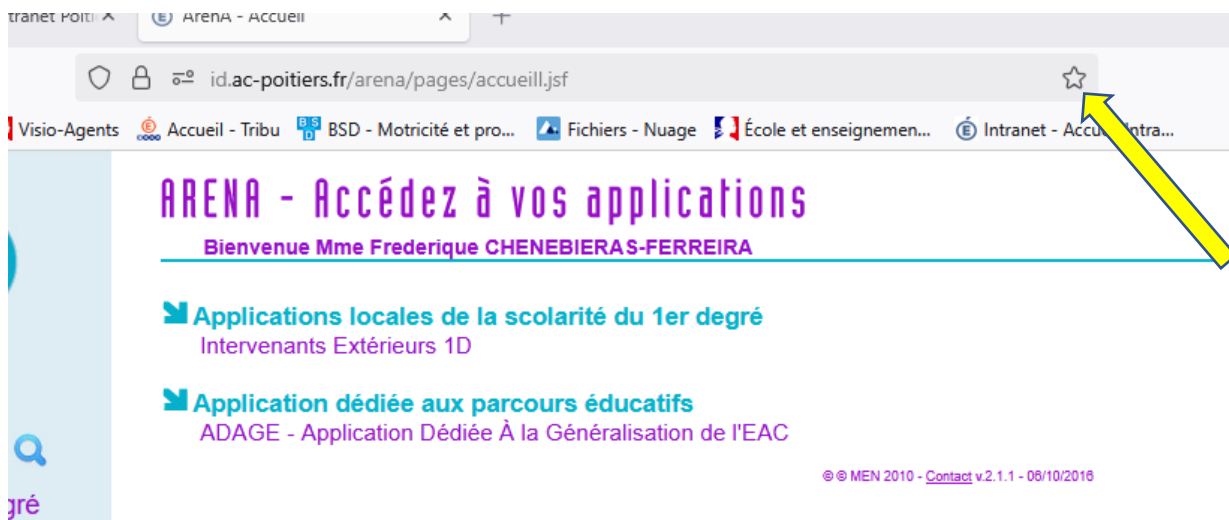 tranet Poiti ArenA - Accueil
id.ac-poitiers.fr/arena/pages/accueill.jsf
Visio-Agents Accueil - Tribu BSD - Motricité et pro... Fichiers - Nuage École et enseignemen... Intranet - Accu Intra...
ARENA - Accédez à vos applications
Bienvenue Mme Frederique CHENEBIERAS-FERREIRA
Applications locales de la scolarité du 1er degré
Intervenants Extérieurs 1D
Application dédiée aux parcours éducatifs
ADAGE - Application Dédiée À la Généralisation de l'EAC
© © MEN 2010 - Contact v.2.1.1 - 06/10/2016
gré